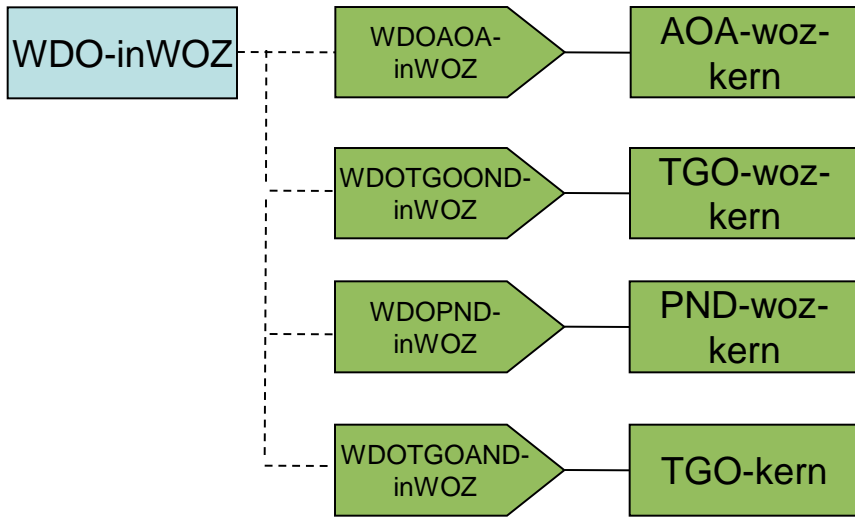 WDO-inWOZ
WDOAOA-
inWOZ
AOA-woz-
kern
WDOTGOOND-
inWOZ
TGO-woz-
kern
WDOPND-
inWOZ
PND-woz-
kern
WDOTGOAND-
inWOZ
TGO-kern